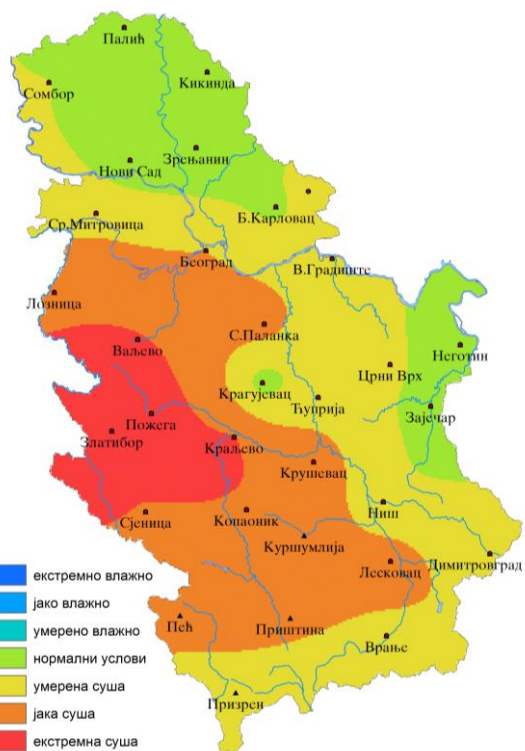 Палић
Сомбор
Кикинда
Зрењанин
Нови Сад
Б.Карловац
Ср.Митровица
Београд
В.Градиште
Лозница
С.Паланка
Ваљево
Неготин
Црни Врх
Крагујевац
Ћуприја
Зајечар
Пожега
Златибор
Краљево
Крушевац
Сјеница
Копаоник
Ниш
Куршумлија
Димитровград
Лесковац
Пећ
Приштина
Врање
Призрен
екстремно влажно
јако влажно
умерено влажно
нормални услови
умерена суша
јака суша
екстремна суша